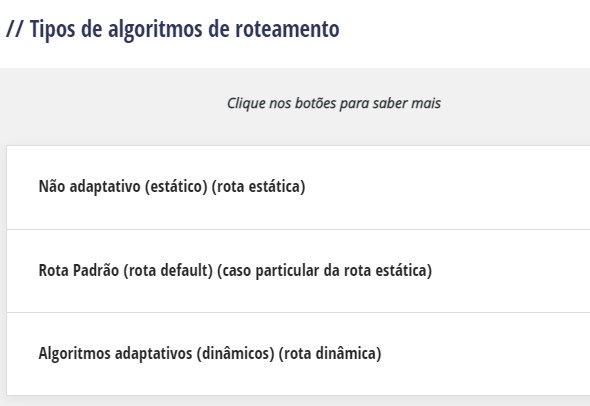 // Tipos de algoritmos de roteamento
Clique nos botões para saber mais
Não adaptativo (estático) (rota estática)
Rota Padrão (rota default) (caso particular da rota estática)
Algoritmos adaptativos (dinâmicos) (rota dinâmica)